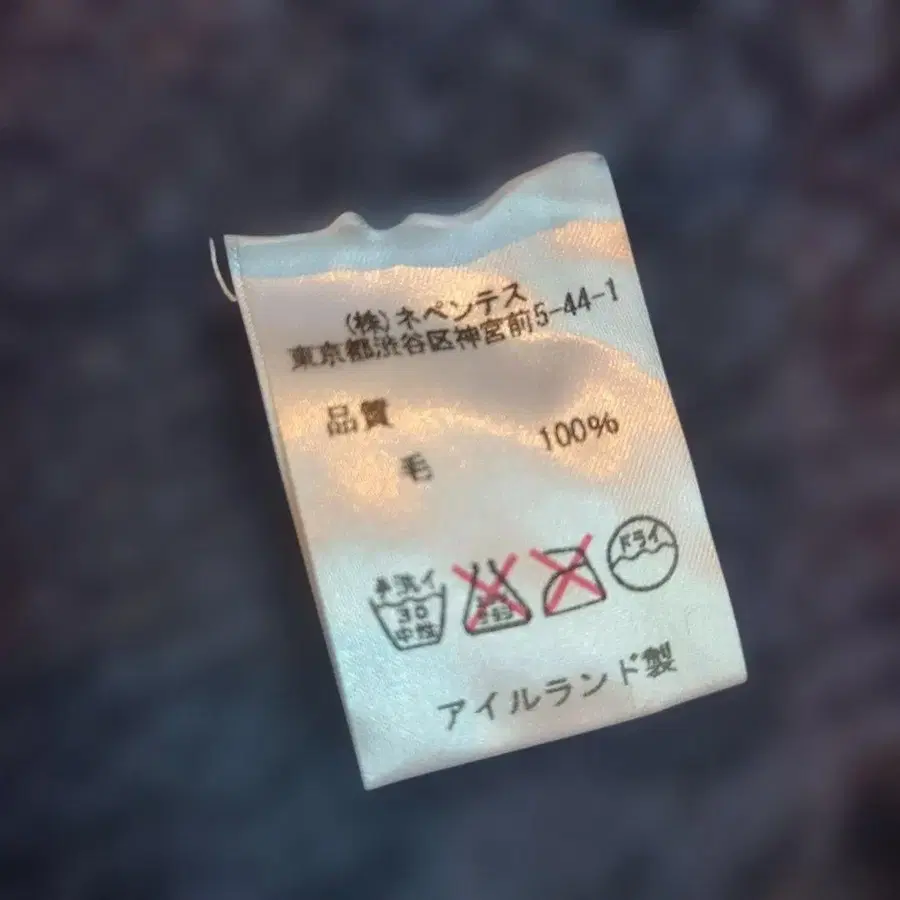 (株)ネペンテス
東京都渋谷区神宮前5-44-1
品質
毛 100%
手洗イ
30
中性
ドライ
アイルランド製